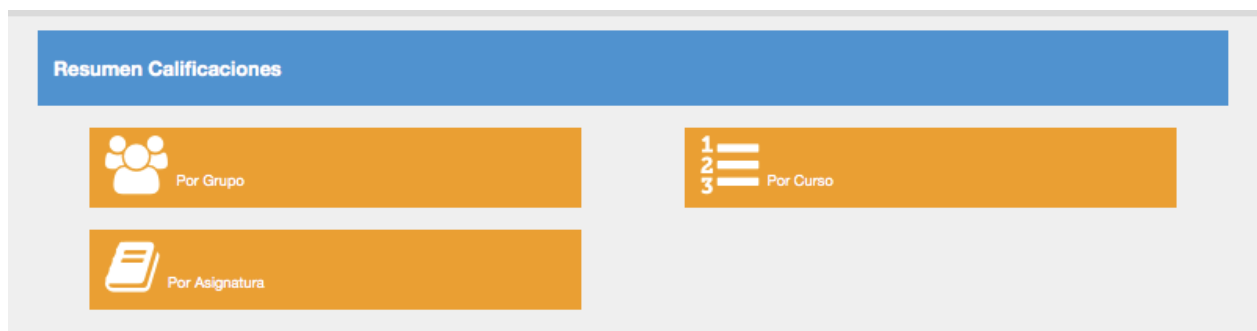 Resumen Calificaciones
Por Grupo
1
2
3
Por Curso
Por Asignatura